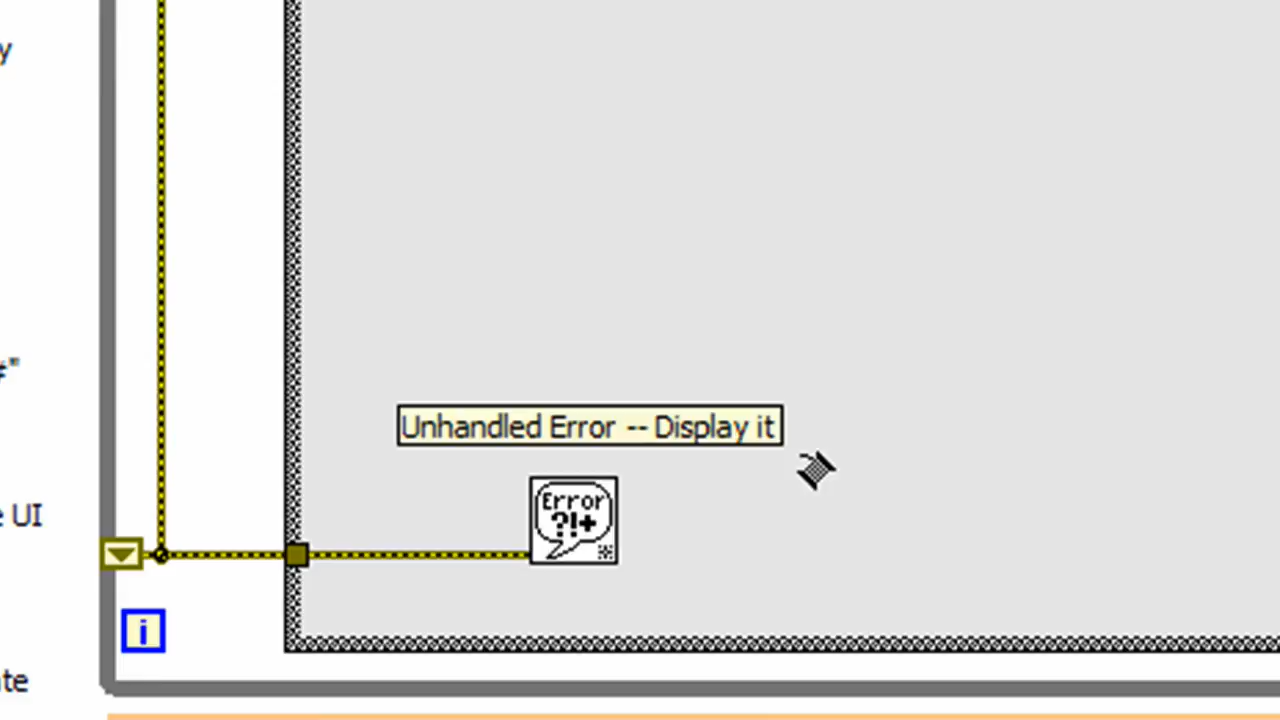 y
#"
Unhandled Error -- Display it
Error
?!+
e UI
i
te